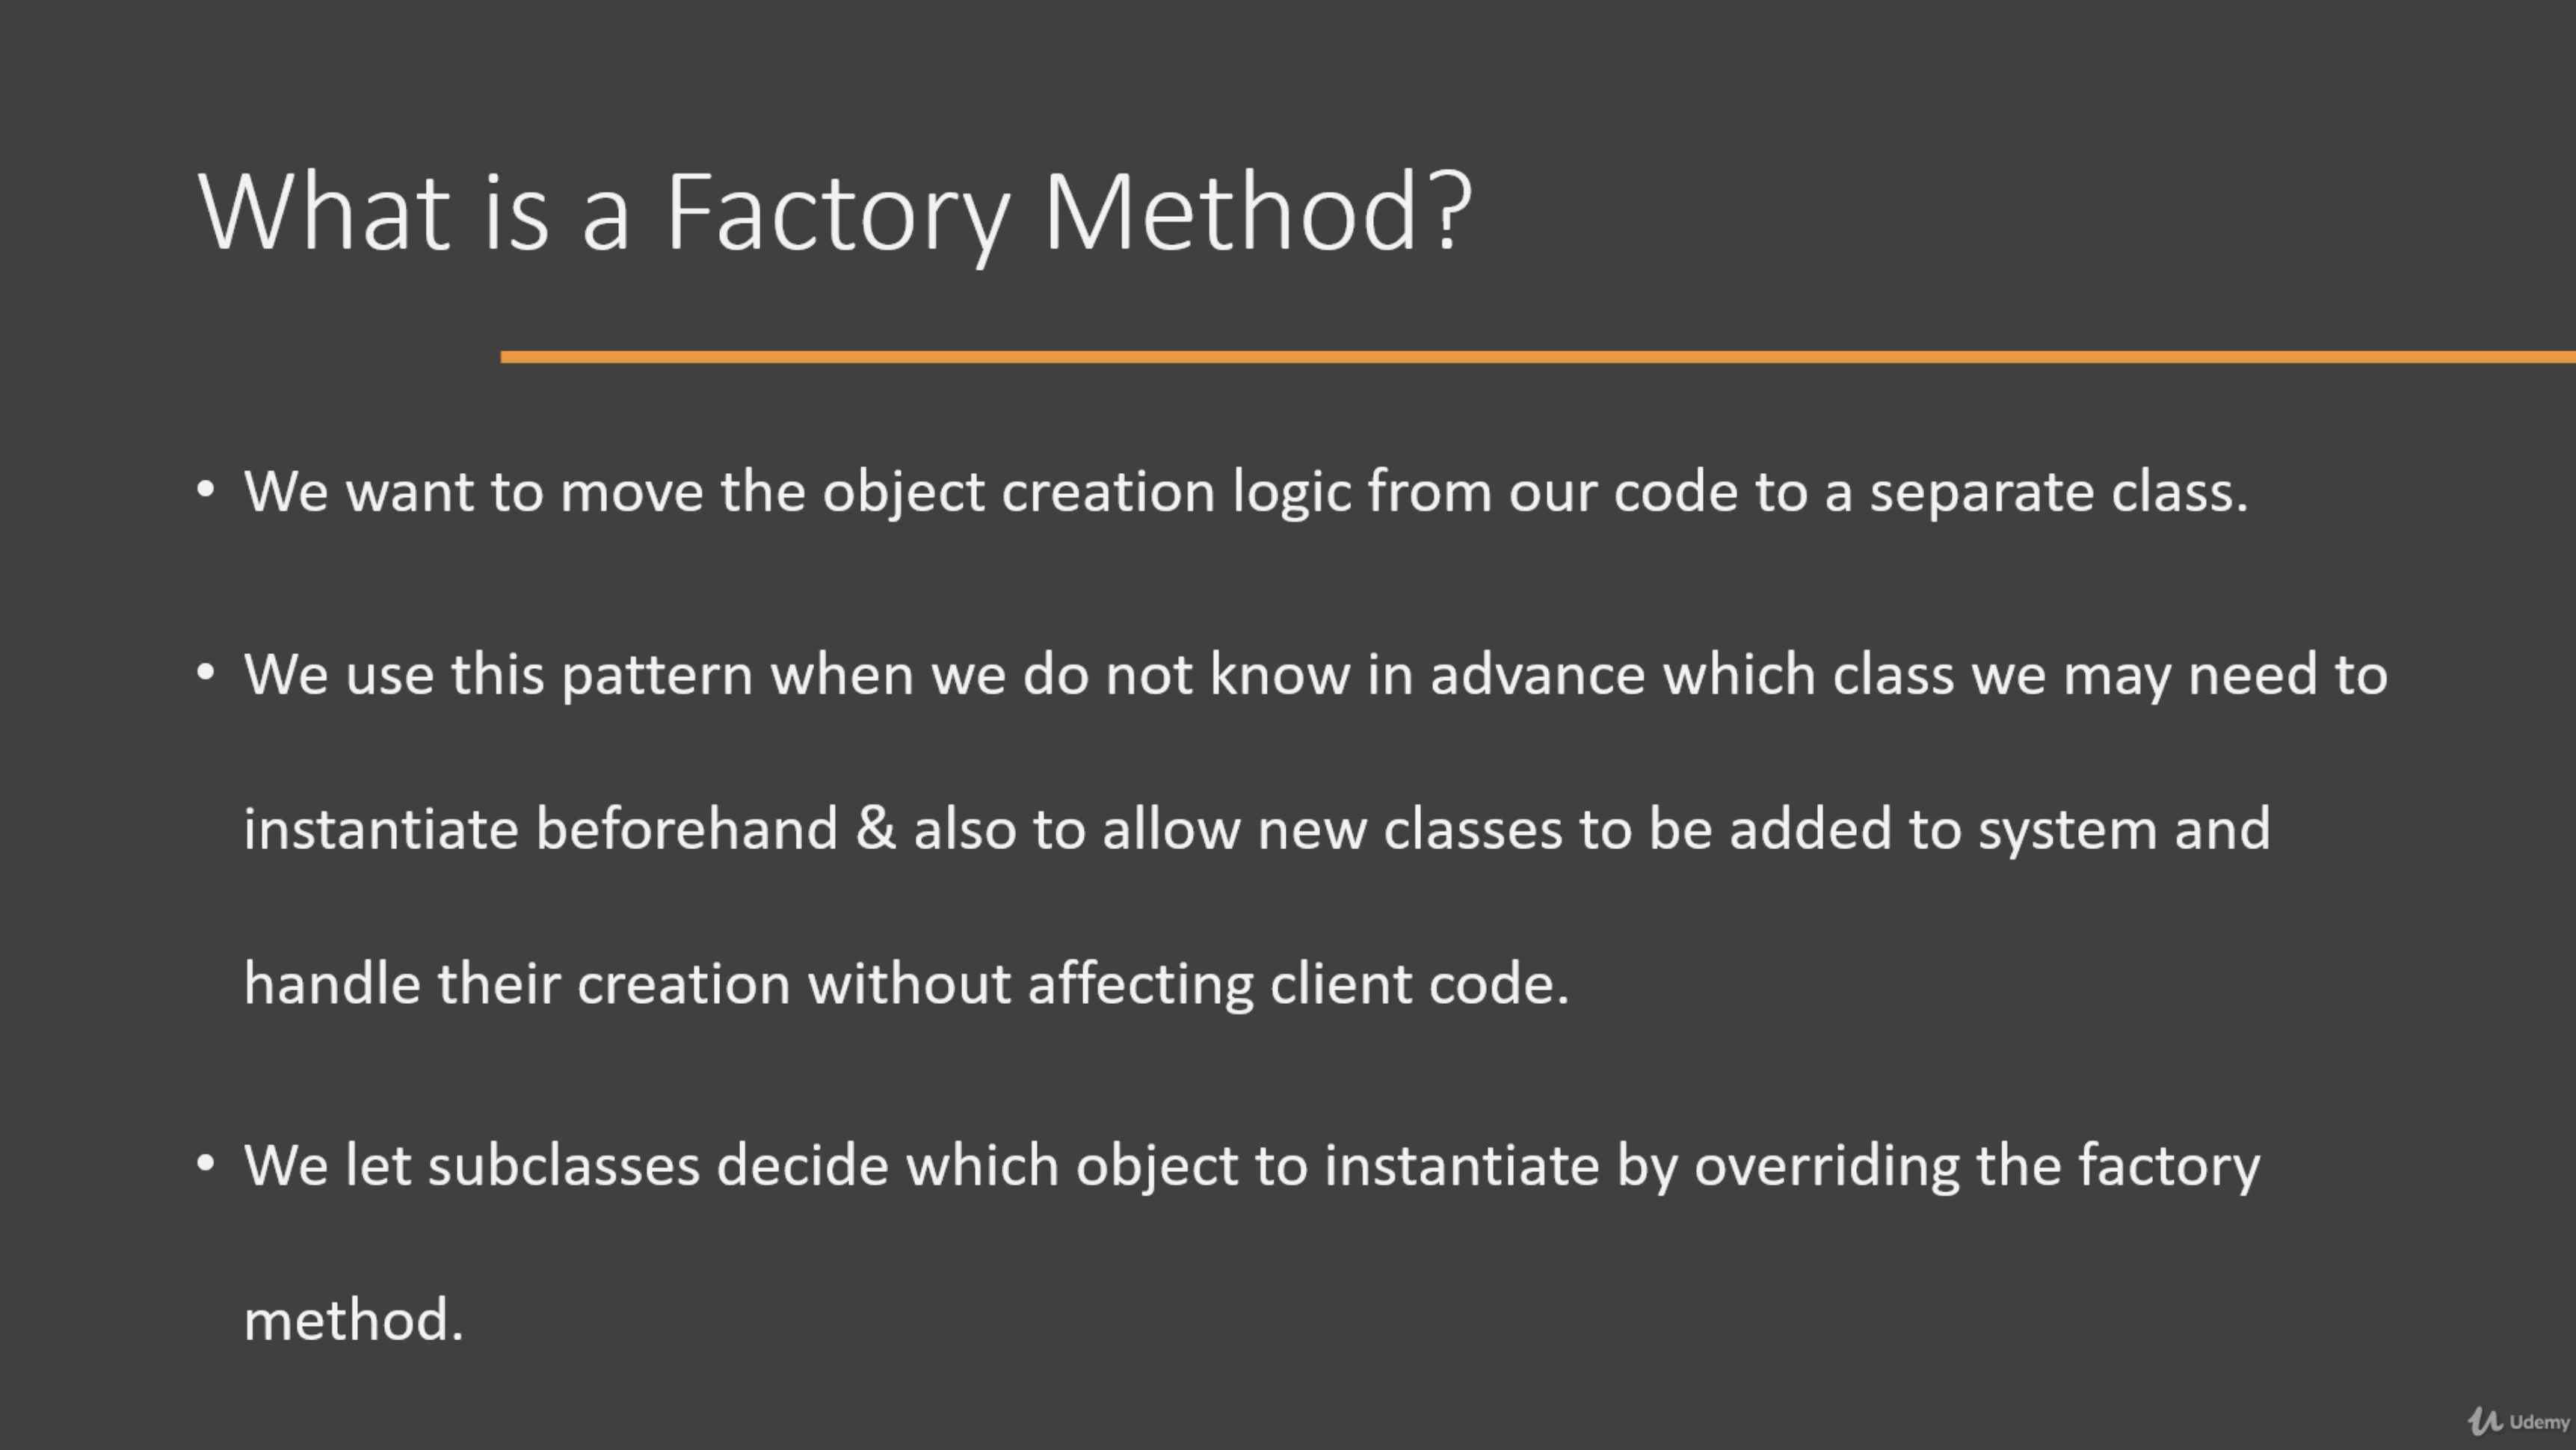 What is a Factory Method?
• We want to move the object creation logic from our code to a separate class.
• We use this pattern when we do not know in advance which class we may need to
instantiate beforehand & also to allow new classes to be added to system and
handle their creation without affecting client code.
• We let subclasses decide which object to instantiate by overriding the factory
method.
Udemy